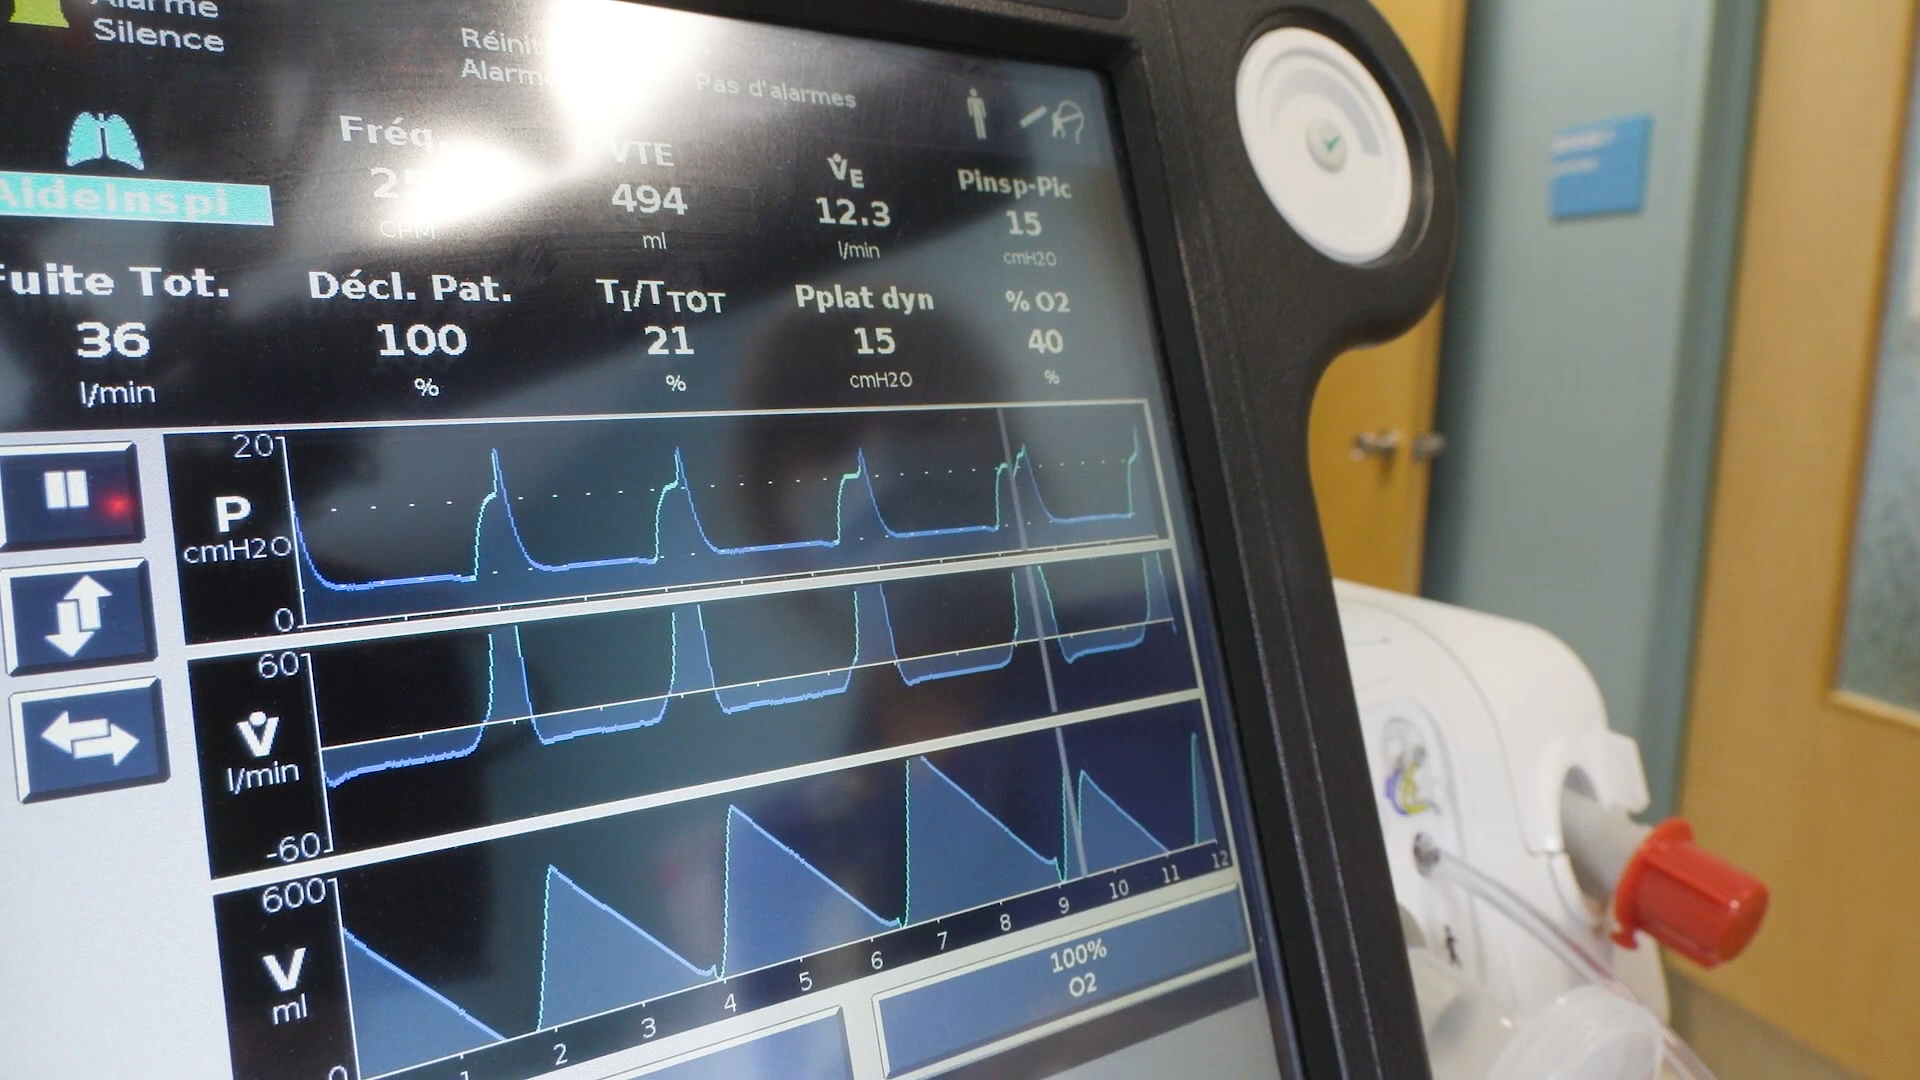 Alarme
Silence
Pas d'alarmes
Fréq.
CPM
VTE
494
ml
V̇E
12.3
l/min
Pinsp-Pic
15
cmH2O
AideInspi
Fuite Tot.
36
l/min
Décl. Pat.
100
%
TI/TTOT
21
%
Pplat dyn
15
cmH2O
% O2
40
%
20
P
cmH2O
0
60
V̇
l/min
-60
600
V
ml
0
1 2 3 4 5 6 7 8 9 10 11 12
100%
O2